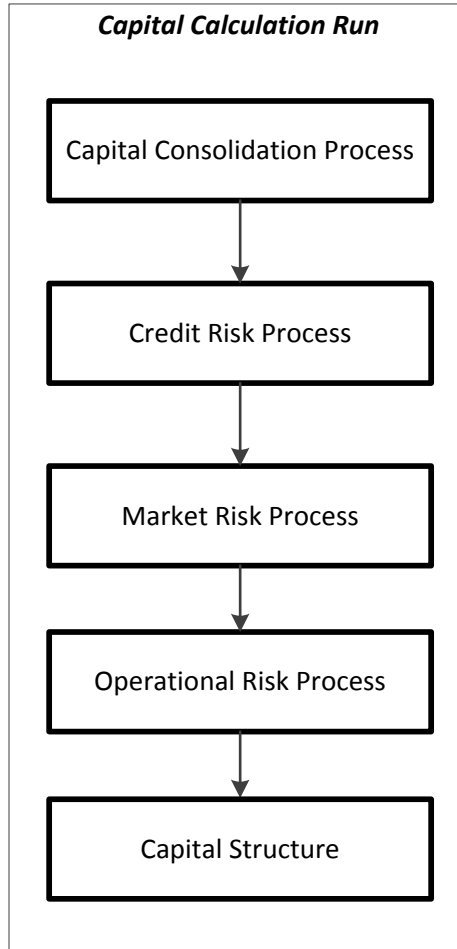 Capital Calculation Run
Capital Consolidation Process
Credit Risk Process
Market Risk Process
Operational Risk Process
Capital Structure